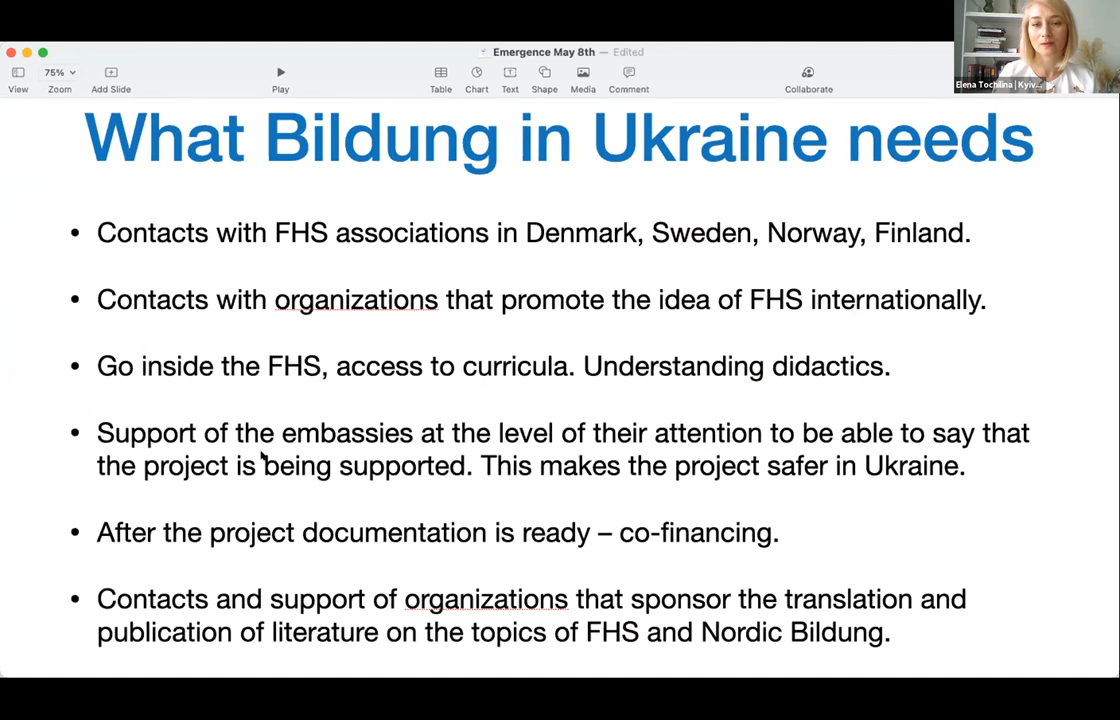 Emergence May 8th — Edited
75%
View
Zoom
Add Slide
Play
Table
Chart
Text
Shape
Media
Comment
Collaborate
Elena Tochilina | Kyiv...
What Bildung in Ukraine needs
• Contacts with FHS associations in Denmark, Sweden, Norway, Finland.
• Contacts with organizations that promote the idea of FHS internationally.
• Go inside the FHS, access to curricula. Understanding didactics.
• Support of the embassies at the level of their attention to be able to say that
the project is being supported. This makes the project safer in Ukraine.
• After the project documentation is ready – co-financing.
• Contacts and support of organizations that sponsor the translation and
publication of literature on the topics of FHS and Nordic Bildung.